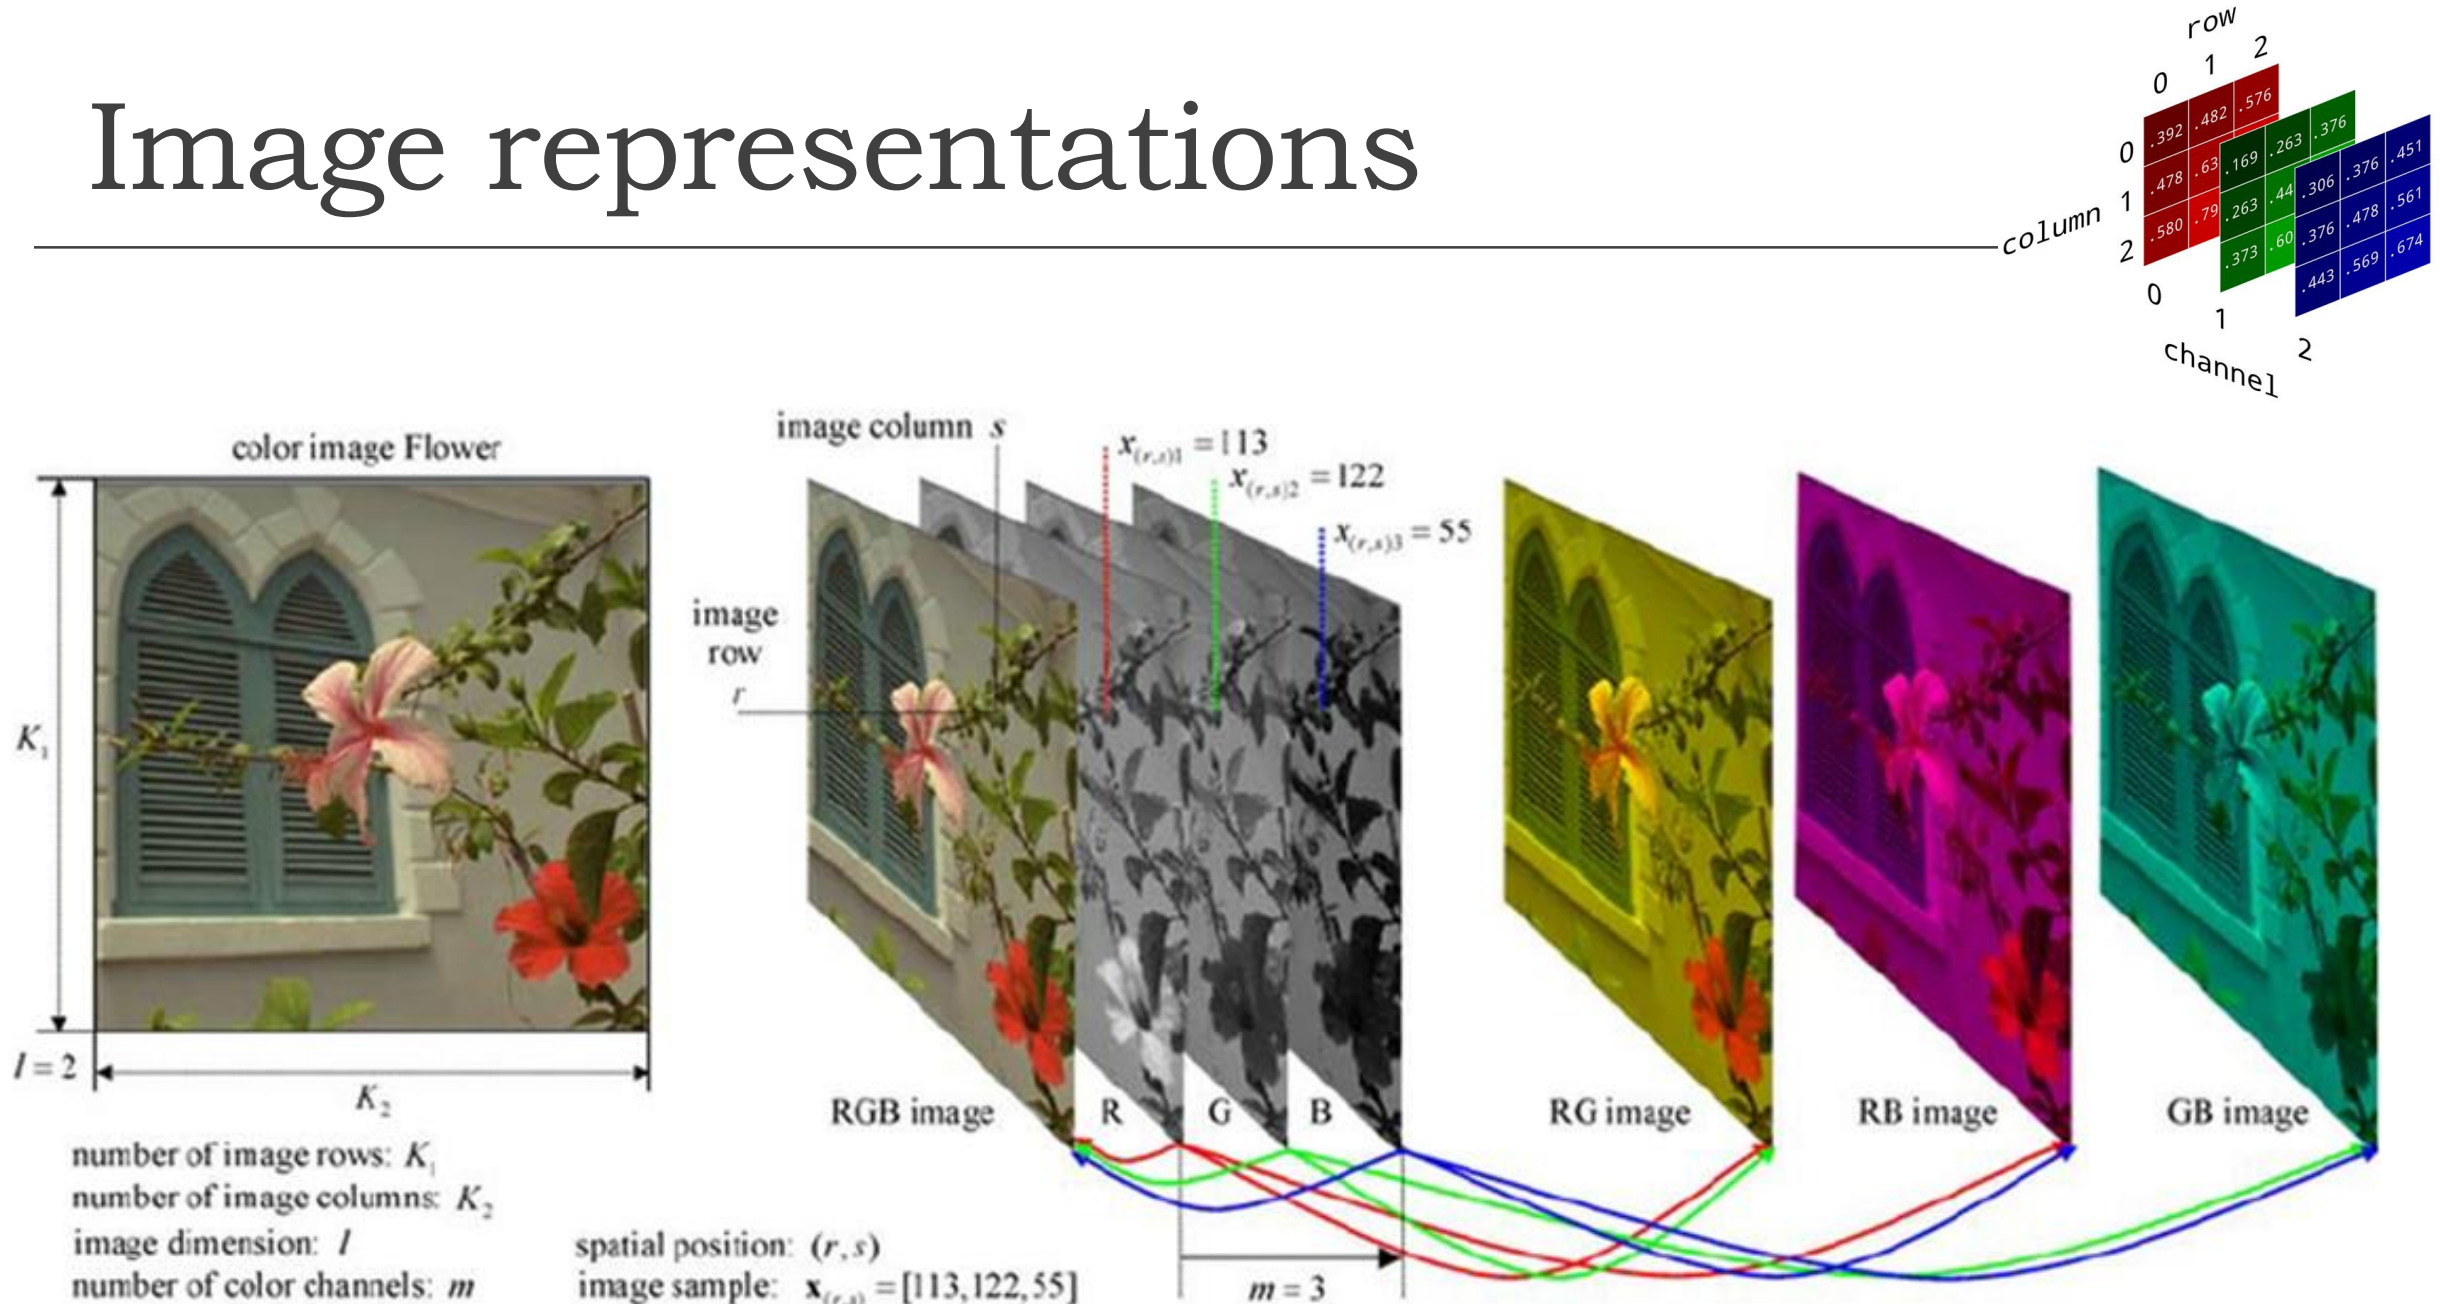 Image representations
row
0 1 2
column
0
1
2
.392 .482 .576
.478 .63
.580 .79
.169 .263 .376
.263 .44
.373 .60
.306 .376 .451
.376 .478 .561
.443 .569 .674
0
1
2
channel
color image Flower
K₁
l = 2
K₂
number of image rows: K₁
number of image columns: K₂
image dimension: l
number of color channels: m
image column s
x(r,s)1 = 113
x(r,s)2 = 122
x(r,s)3 = 55
image
row
r
RGB image
R
G
B
RG image
RB image
GB image
spatial position: (r, s)
image sample: x(r,s) = [113,122,55]
m = 3